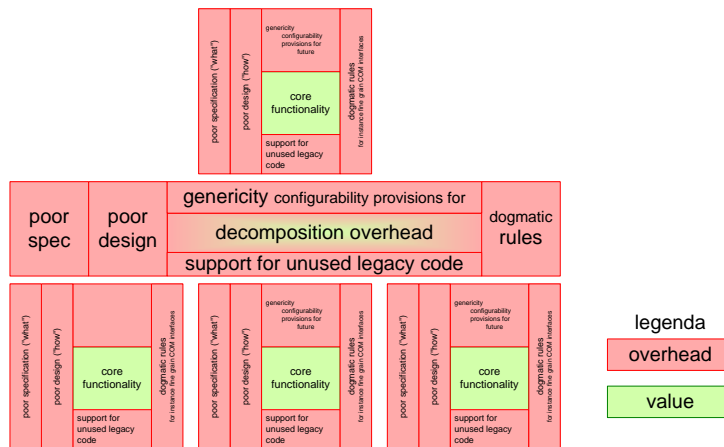 poor specification ("what")
poor design ("how")
genericity
configurability
provisions for
future
core
functionality
support for
unused legacy
code
dogmatic rules
for instance fine grain COM interfaces
poor
spec
poor
design
genericity configurability provisions for
decomposition overhead
support for unused legacy code
dogmatic
rules
poor specification ("what")
poor design ("how")
core
functionality
support for
unused legacy
code
dogmatic rules
for instance fine grain COM interfaces
poor specification ("what")
poor design ("how")
genericity
configurability
provisions for
future
core
functionality
support for
unused legacy
code
dogmatic rules
for instance fine grain COM interfaces
poor specification ("what")
poor design ("how")
genericity
configurability
provisions for
future
core
functionality
support for
unused legacy
code
dogmatic rules
for instance fine grain COM interfaces
legenda
overhead
value